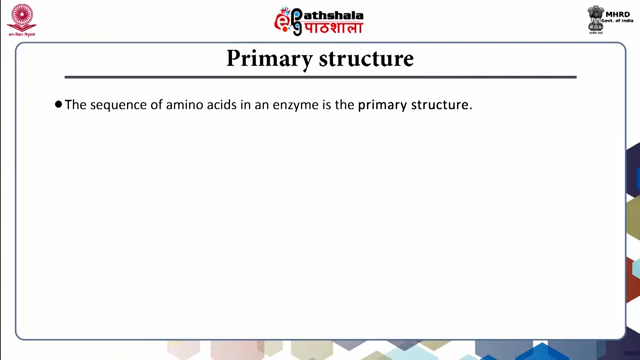 ePathshala
पाठशाला
MHRD
Govt. of India
Primary structure
●The sequence of amino acids in an enzyme is the primary structure.